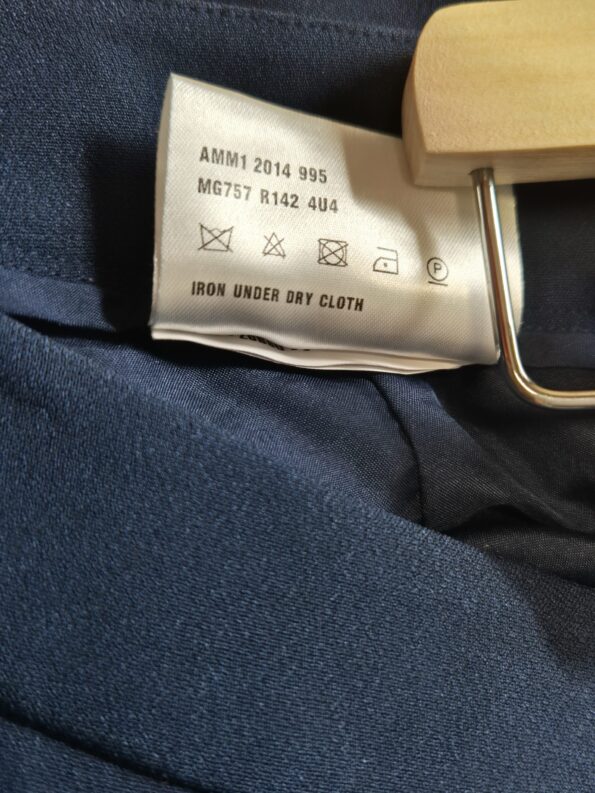 AMM1 2014 995
MG757 R142 4U4
P
IRON UNDER DRY CLOTH